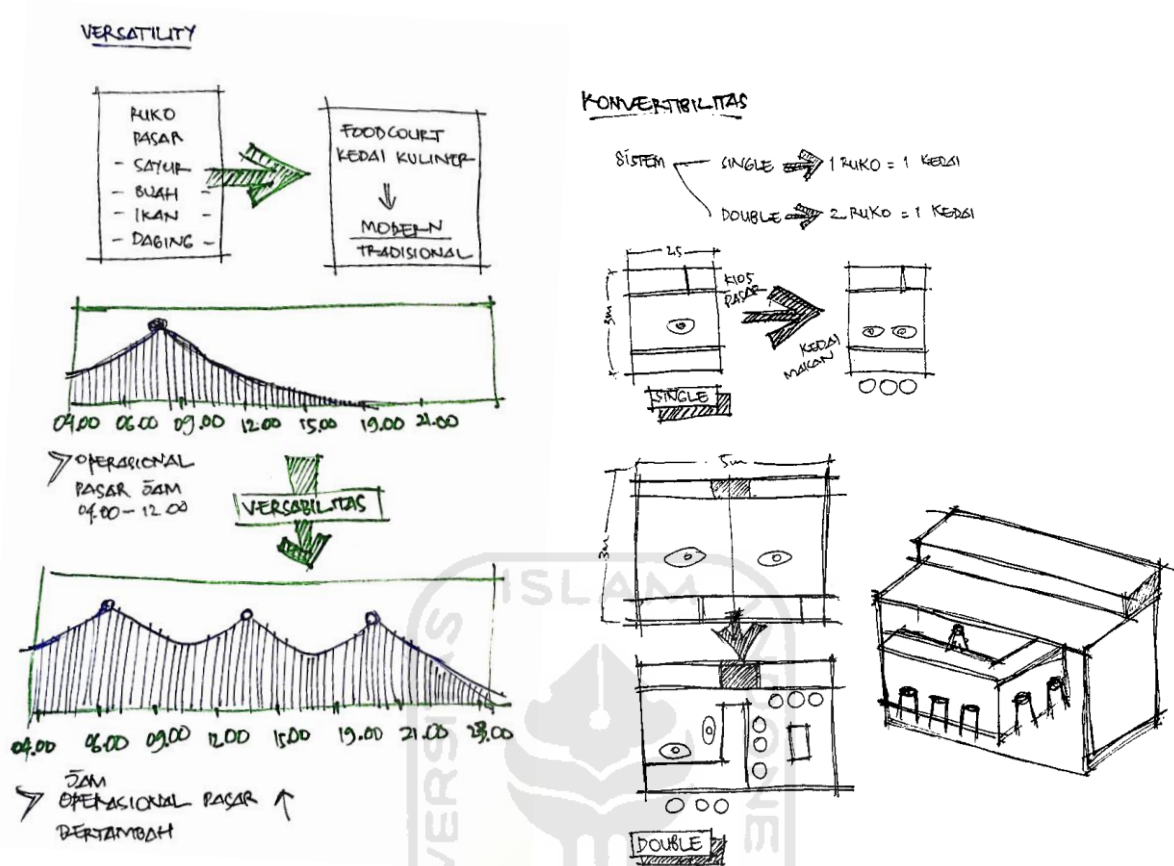 VERSATILITY
RUKO
PASAR
- SAYUR
- BUAH -
- IKAN -
- DAGING -
FOODCOURT
KEDAI KULINER
MODERN
TRADISIONAL
04.00 06.00 09.00 12.00 15.00 19.00 21.00
OPERASIONAL
PASAR JAM
04.00 - 12.00
VERSABILITAS
04.00 06.00 09.00 12.00 15.00 19.00 21.00 23.00
JAM
OPERASIONAL PASAR ↑
BERTAMBAH
KONVERTIBILITAS
SISTEM
SINGLE → 1 RUKO = 1 KEDAI
DOUBLE → 2 RUKO = 1 KEDAI
2.5
3m
KIOS
PASAR
KEDAI
MAKAN
SINGLE
5m
3m
DOUBLE
ISLAM